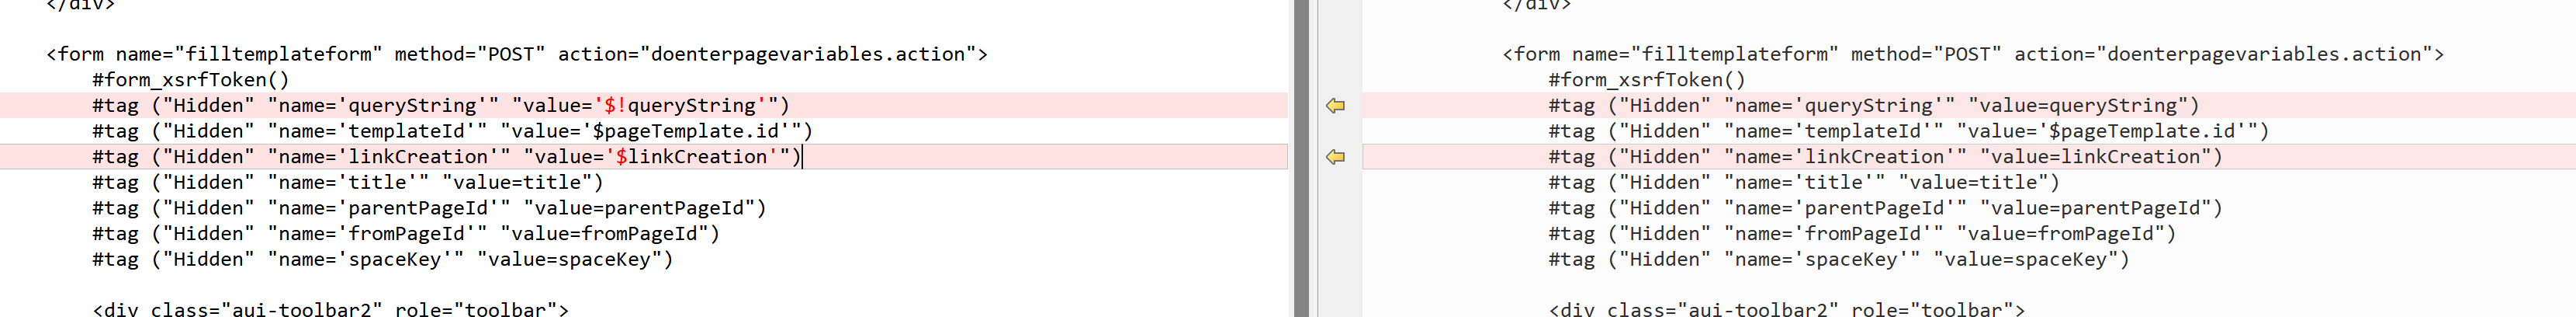 </div>
<form name="filltemplateform" method="POST" action="doenterpagevariables.action">
#form_xsrfToken()
#tag ("Hidden" "name='queryString'" "value='$!queryString'")
#tag ("Hidden" "name='templateId'" "value='$pageTemplate.id'")
#tag ("Hidden" "name='linkCreation'" "value='$linkCreation'")
#tag ("Hidden" "name='title'" "value=title")
#tag ("Hidden" "name='parentPageId'" "value=parentPageId")
#tag ("Hidden" "name='fromPageId'" "value=fromPageId")
#tag ("Hidden" "name='spaceKey'" "value=spaceKey")
<div class="aui-toolbar2" role="toolbar">
</div>
<form name="filltemplateform" method="POST" action="doenterpagevariables.action">
#form_xsrfToken()
#tag ("Hidden" "name='queryString'" "value=queryString")
#tag ("Hidden" "name='templateId'" "value='$pageTemplate.id'")
#tag ("Hidden" "name='linkCreation'" "value=linkCreation")
#tag ("Hidden" "name='title'" "value=title")
#tag ("Hidden" "name='parentPageId'" "value=parentPageId")
#tag ("Hidden" "name='fromPageId'" "value=fromPageId")
#tag ("Hidden" "name='spaceKey'" "value=spaceKey")
<div class="aui-toolbar2" role="toolbar">